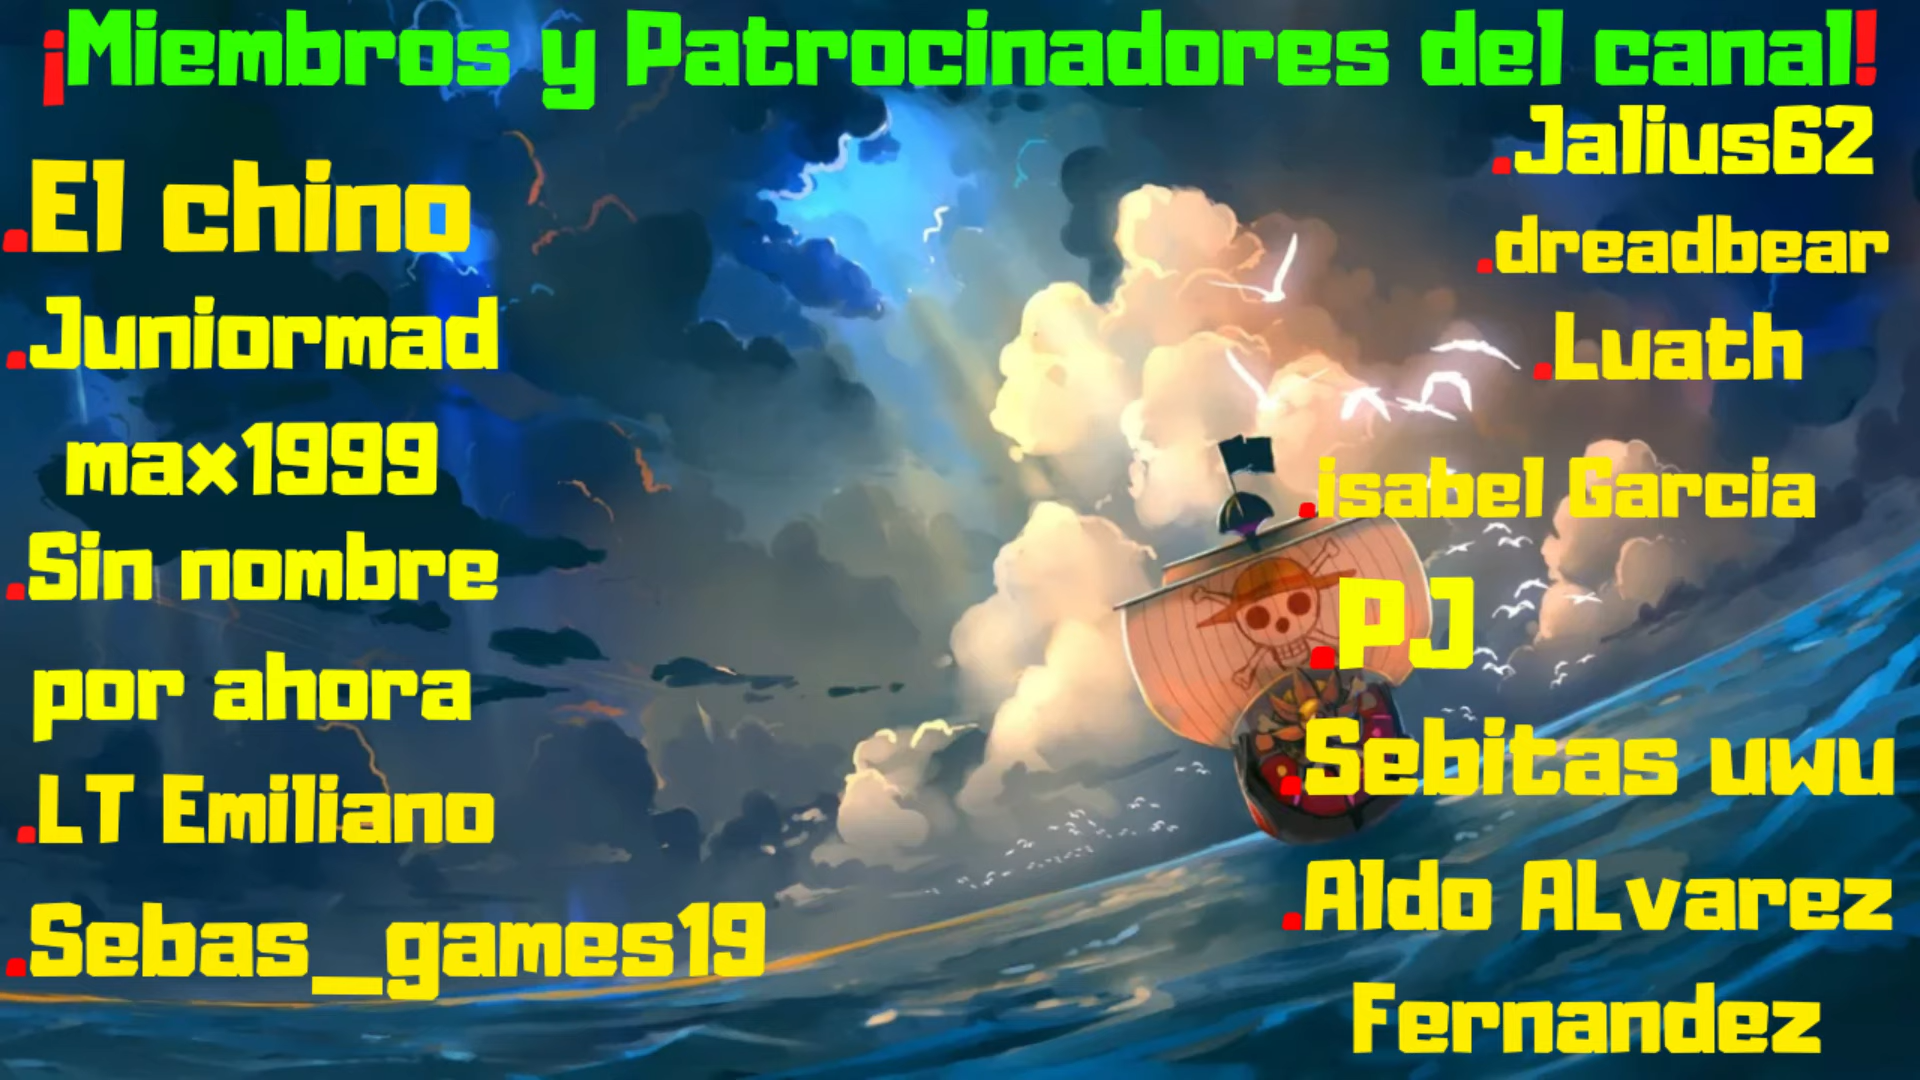 ¡Miembros y Patrocinadores del canal!
.El chino
.Juniormad
max1999
.Sin nombre
por ahora
.LT Emiliano
.Sebas_games19
.Jalius62
.dreadbear
.Luath
.isabel Garcia
.PJ
.Sebitas uwu
.Aldo ALvarez
Fernandez